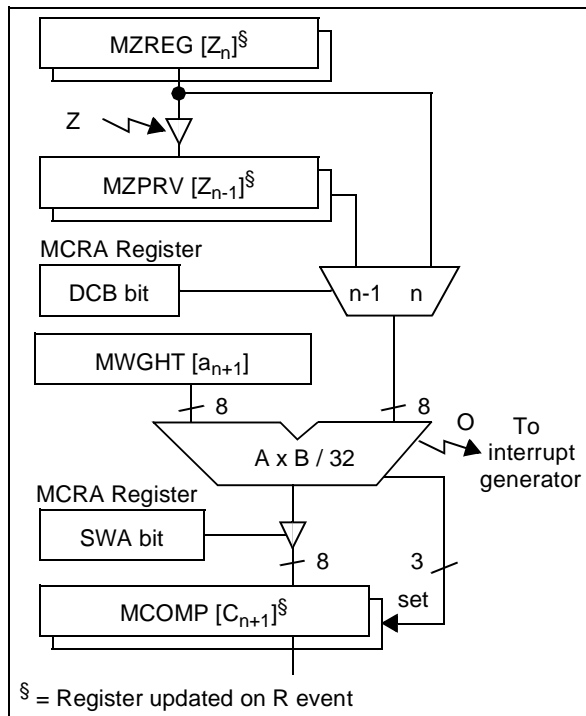 MZREG [Zn]§
Z
MZPRV [Zn-1]§
MCRA Register
DCB bit
n-1 n
MWGHT [an+1]
8
8
O
To
interrupt
generator
A x B / 32
MCRA Register
SWA bit
8
3
set
MCOMP [Cn+1]§
§ = Register updated on R event